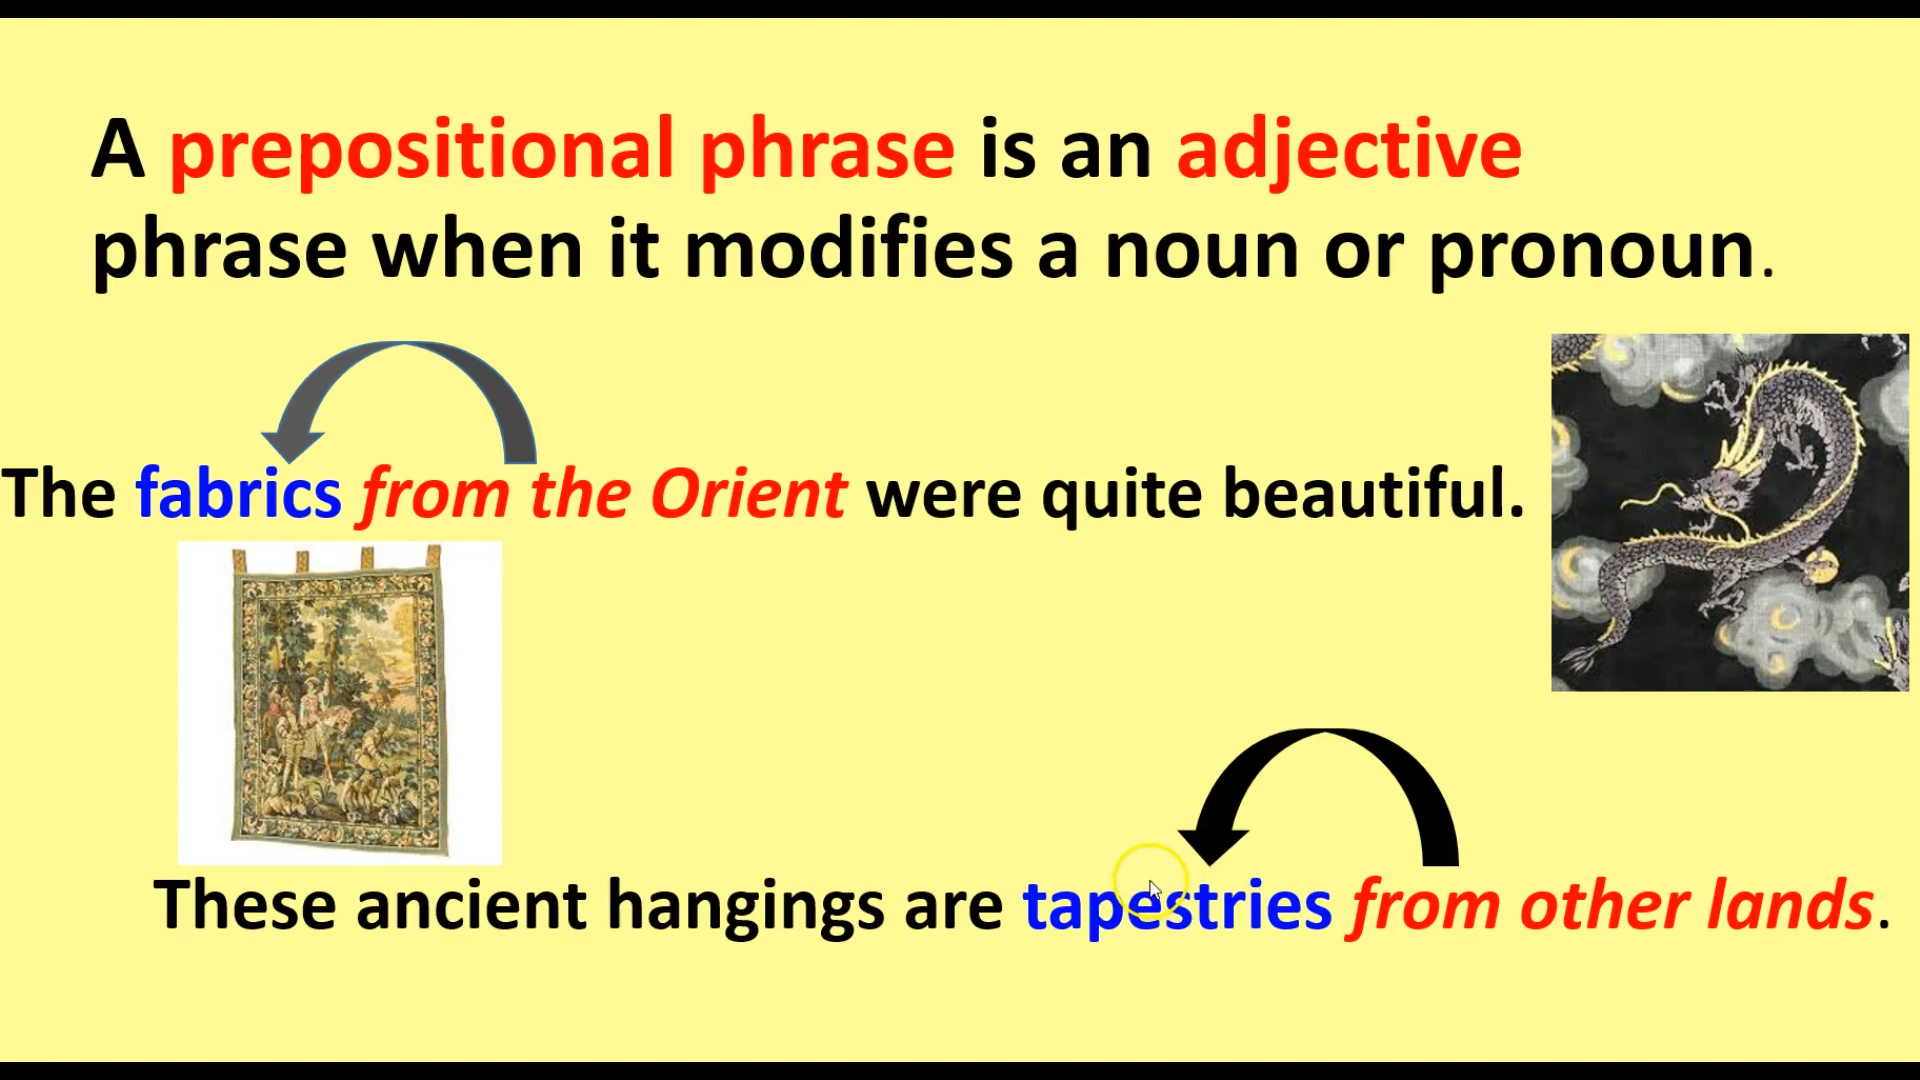 A prepositional phrase is an adjective
phrase when it modifies a noun or pronoun.
The fabrics from the Orient were quite beautiful.
These ancient hangings are tapestries from other lands.